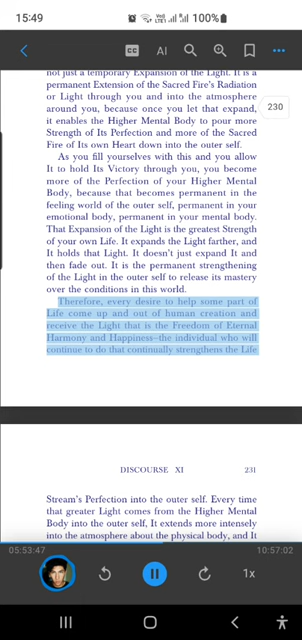 15:49
100%
CC
AI
not just a temporary Expansion of the Light. It is a
permanent Extension of the Sacred Fire's Radiation
or Light through you and into the atmosphere
around you, because once you let that expand,
230
it enables the Higher Mental Body to pour more
Strength of Its Perfection and more of the Sacred
Fire of Its own Heart down into the outer self.
As you fill yourselves with this and you allow
It to hold Its Victory through you, you become
more of the Perfection of your Higher Mental
Body, because that becomes permanent in the
feeling world of the outer self, permanent in your
emotional body, permanent in your mental body.
That Expansion of the Light is the greatest Strength
of your own Life. It expands the Light farther, and
It holds that Light. It doesn't just expand It and
then fade out. It is the permanent strengthening
of the Light in the outer self to release its mastery
over the conditions in this world.
Therefore, every desire to help some part of
Life come up and out of human creation and
receive the Light that is the Freedom of Eternal
Harmony and Happiness—the individual who will
continue to do that continually strengthens the Life
DISCOURSE XI 231
Stream's Perfection into the outer self. Every time
that greater Light comes from the Higher Mental
Body into the outer self, It extends more intensely
into the atmosphere about the physical body, and It
05:53:47 10:57:02
1x